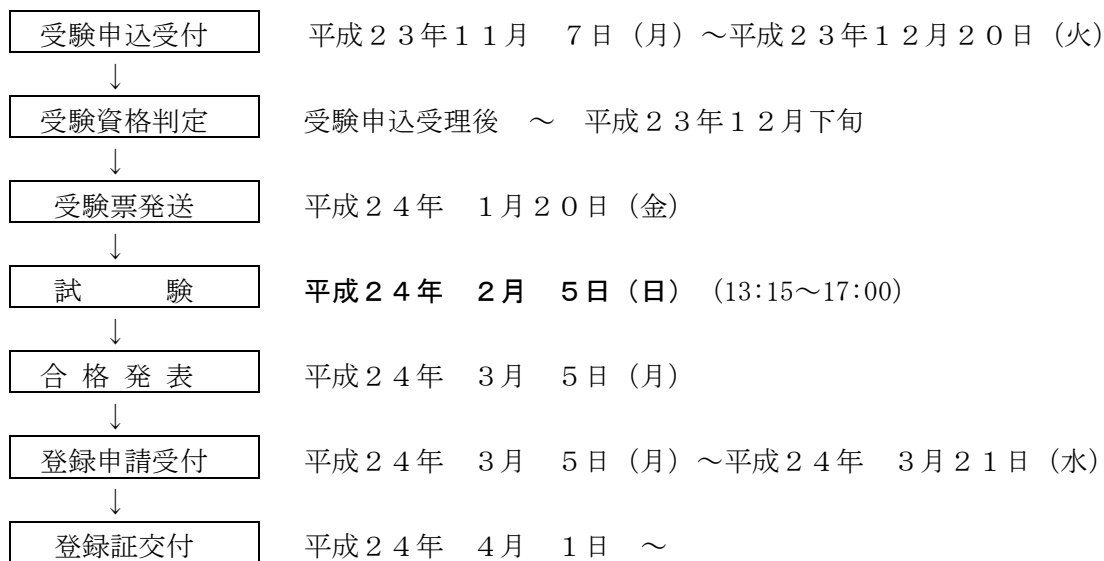 受験申込受付　平成２３年１１月　７日（月）～平成２３年１２月２０日（火）
↓
受験資格判定　受験申込受理後　～　平成２３年１２月下旬
↓
受験票発送　平成２４年　１月２０日（金）
↓
試　　験　平成２４年　２月　５日（日）（13:15～17:00）
↓
合 格 発 表　平成２４年　３月　５日（月）
↓
登録申請受付　平成２４年　３月　５日（月）～平成２４年　３月２１日（水）
↓
登録証交付　平成２４年　４月　１日　～